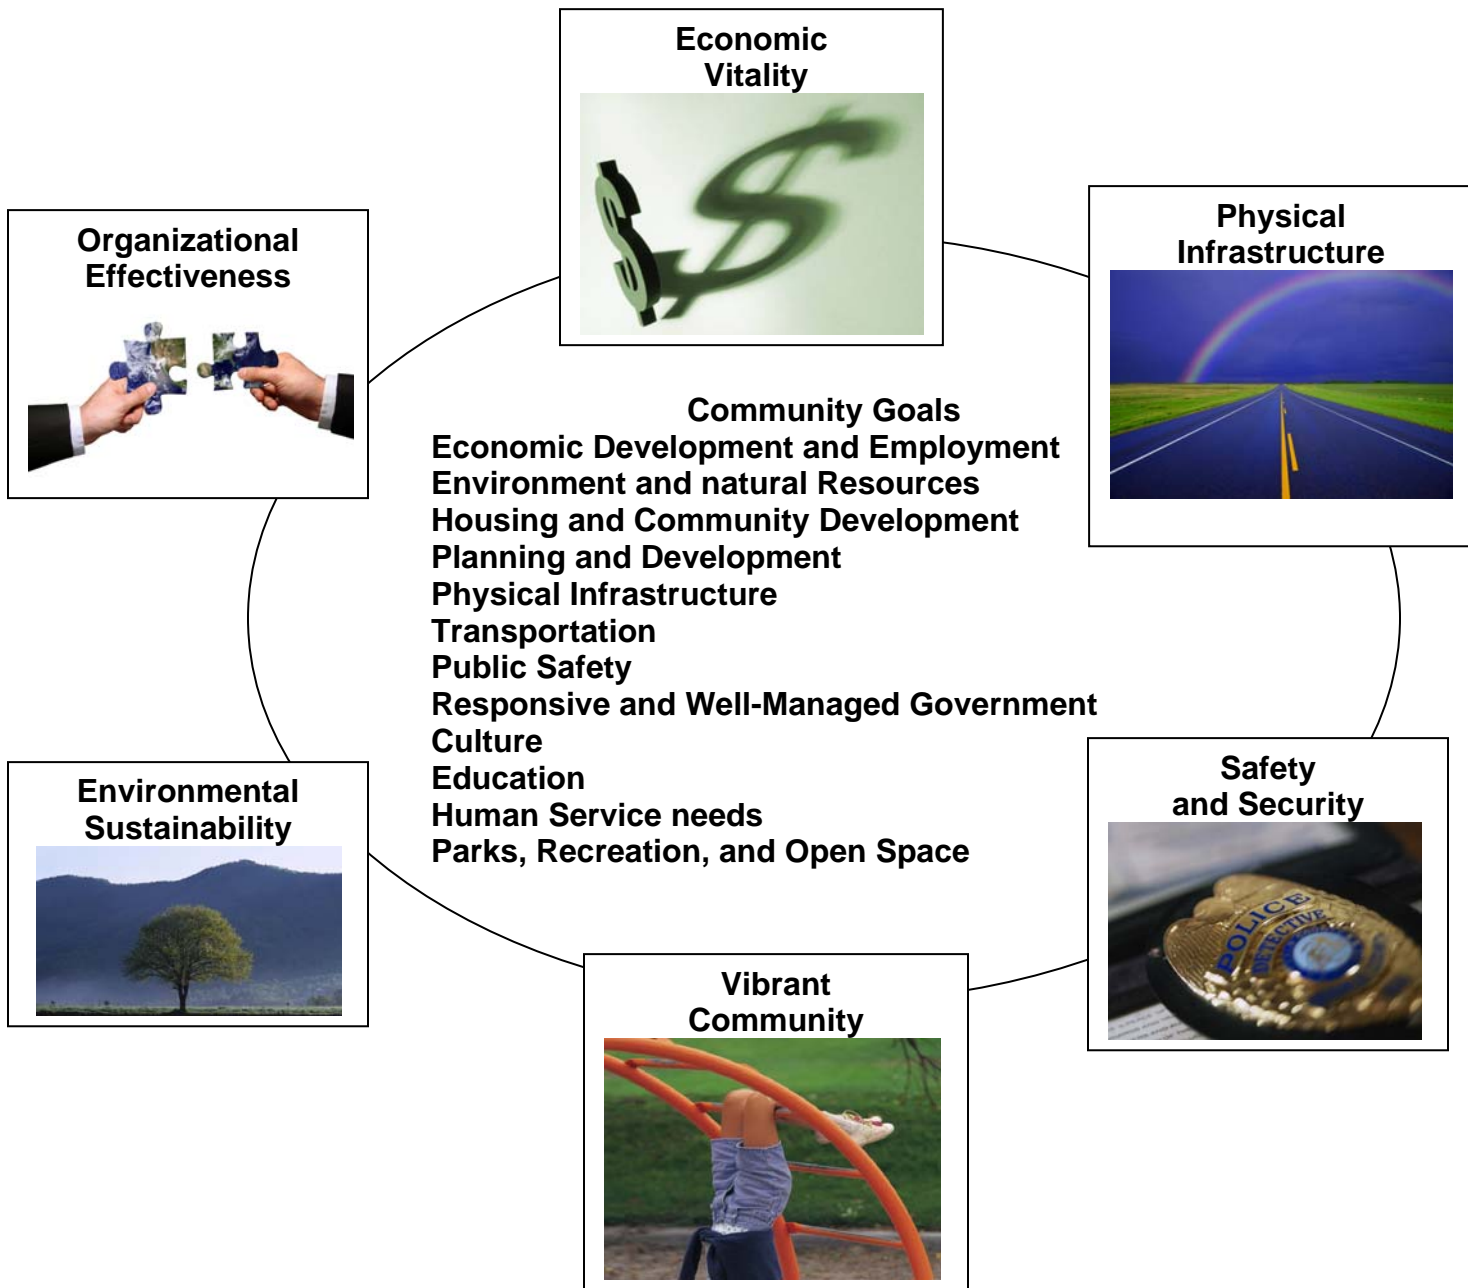 Economic
Vitality
Physical
Infrastructure
Organizational
Effectiveness
Community Goals
Economic Development and Employment
Environment and natural Resources
Housing and Community Development
Planning and Development
Physical Infrastructure
Transportation
Public Safety
Responsive and Well-Managed Government
Culture
Education
Human Service needs
Parks, Recreation, and Open Space
Environmental
Sustainability
Safety
and Security
POLICE
DETECTIVE
Vibrant
Community